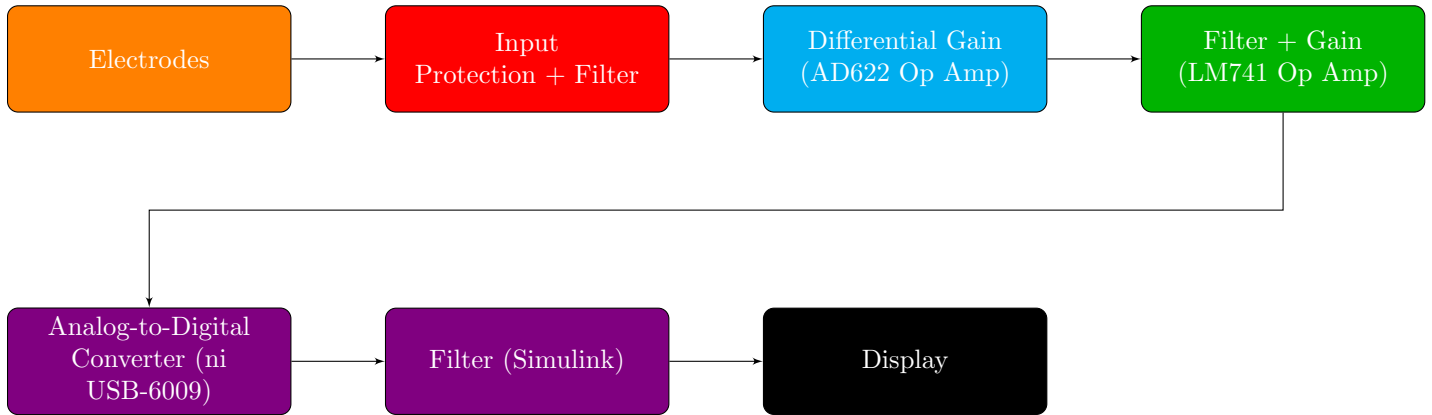 Electrodes
Input
Protection + Filter
Differential Gain
(AD622 Op Amp)
Filter + Gain
(LM741 Op Amp)
Analog-to-Digital
Converter (ni
USB-6009)
Filter (Simulink)
Display